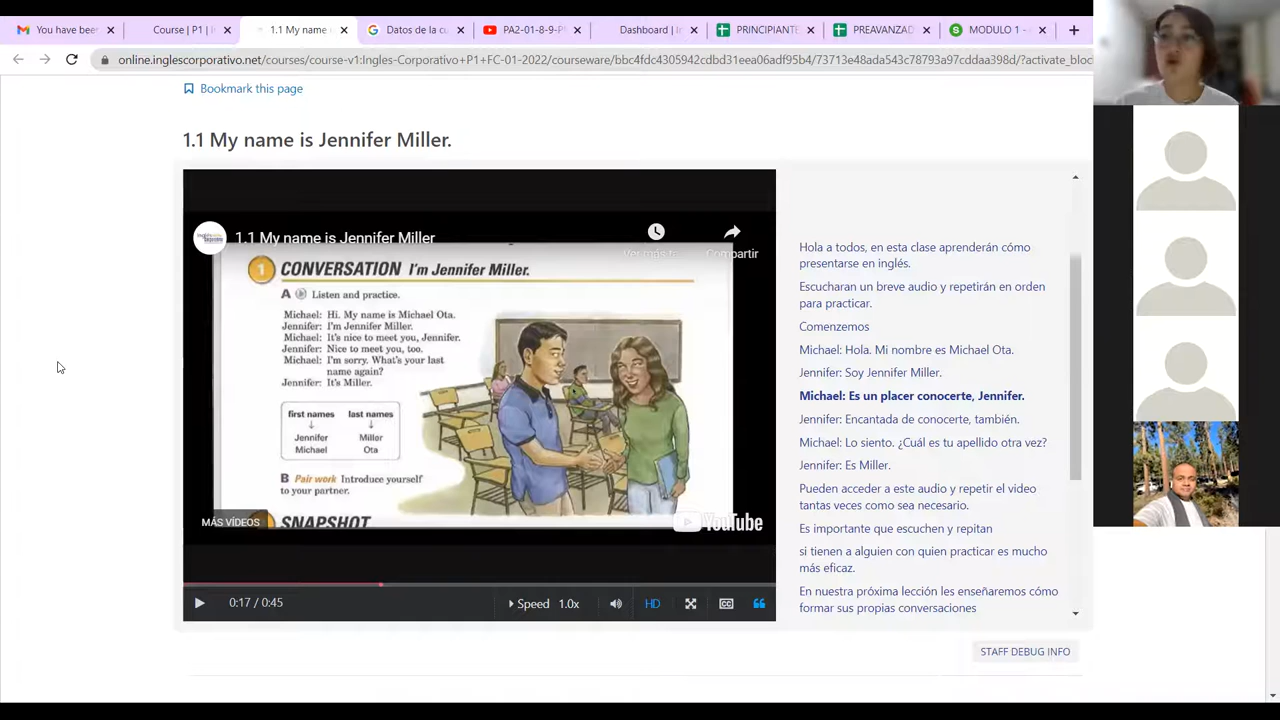 You have bee
Course | P1 |
1.1 My name
Datos de la cu
PA2-01-8-9-P
Dashboard |
PRINCIPIANTE
PREAVANZAD
MODULO 1 -
online.inglescorporativo.net/courses/course-v1:Ingles-Corporativo+P1+FC-01-2022/courseware/bbc4fdc4305942cdbd31eea06adf95b4/73713e48ada543c78793a97cddaa398d/?activate_bloc
Bookmark this page
1.1 My name is Jennifer Miller.
1.1 My name is Jennifer Miller
Compartir
1 CONVERSATION I'm Jennifer Miller.
A Listen and practice.
Michael: Hi. My name is Michael Ota.
Jennifer: I'm Jennifer Miller.
Michael: It's nice to meet you, Jennifer.
Jennifer: Nice to meet you, too.
Michael: I'm sorry. What's your last
name again?
Jennifer: It's Miller.
first names last names
↓ ↓
Jennifer Miller
Michael Ota
B Pair work Introduce yourself
to your partner.
MÁS VÍDEOS
SNAPSHOT
YouTube
0:17 / 0:45
Speed 1.0x
HD
CC
Hola a todos, en esta clase aprenderán cómo
presentarse en inglés.
Escucharan un breve audio y repetirán en orden
para practicar.
Comenzemos
Michael: Hola. Mi nombre es Michael Ota.
Jennifer: Soy Jennifer Miller.
Michael: Es un placer conocerte, Jennifer.
Jennifer: Encantada de conocerte, también.
Michael: Lo siento. ¿Cuál es tu apellido otra vez?
Jennifer: Es Miller.
Pueden acceder a este audio y repetir el video
tantas veces como sea necesario.
Es importante que escuchen y repitan
si tienen a alguien con quien practicar es mucho
más eficaz.
En nuestra próxima lección les enseñaremos cómo
formar sus propias conversaciones
STAFF DEBUG INFO